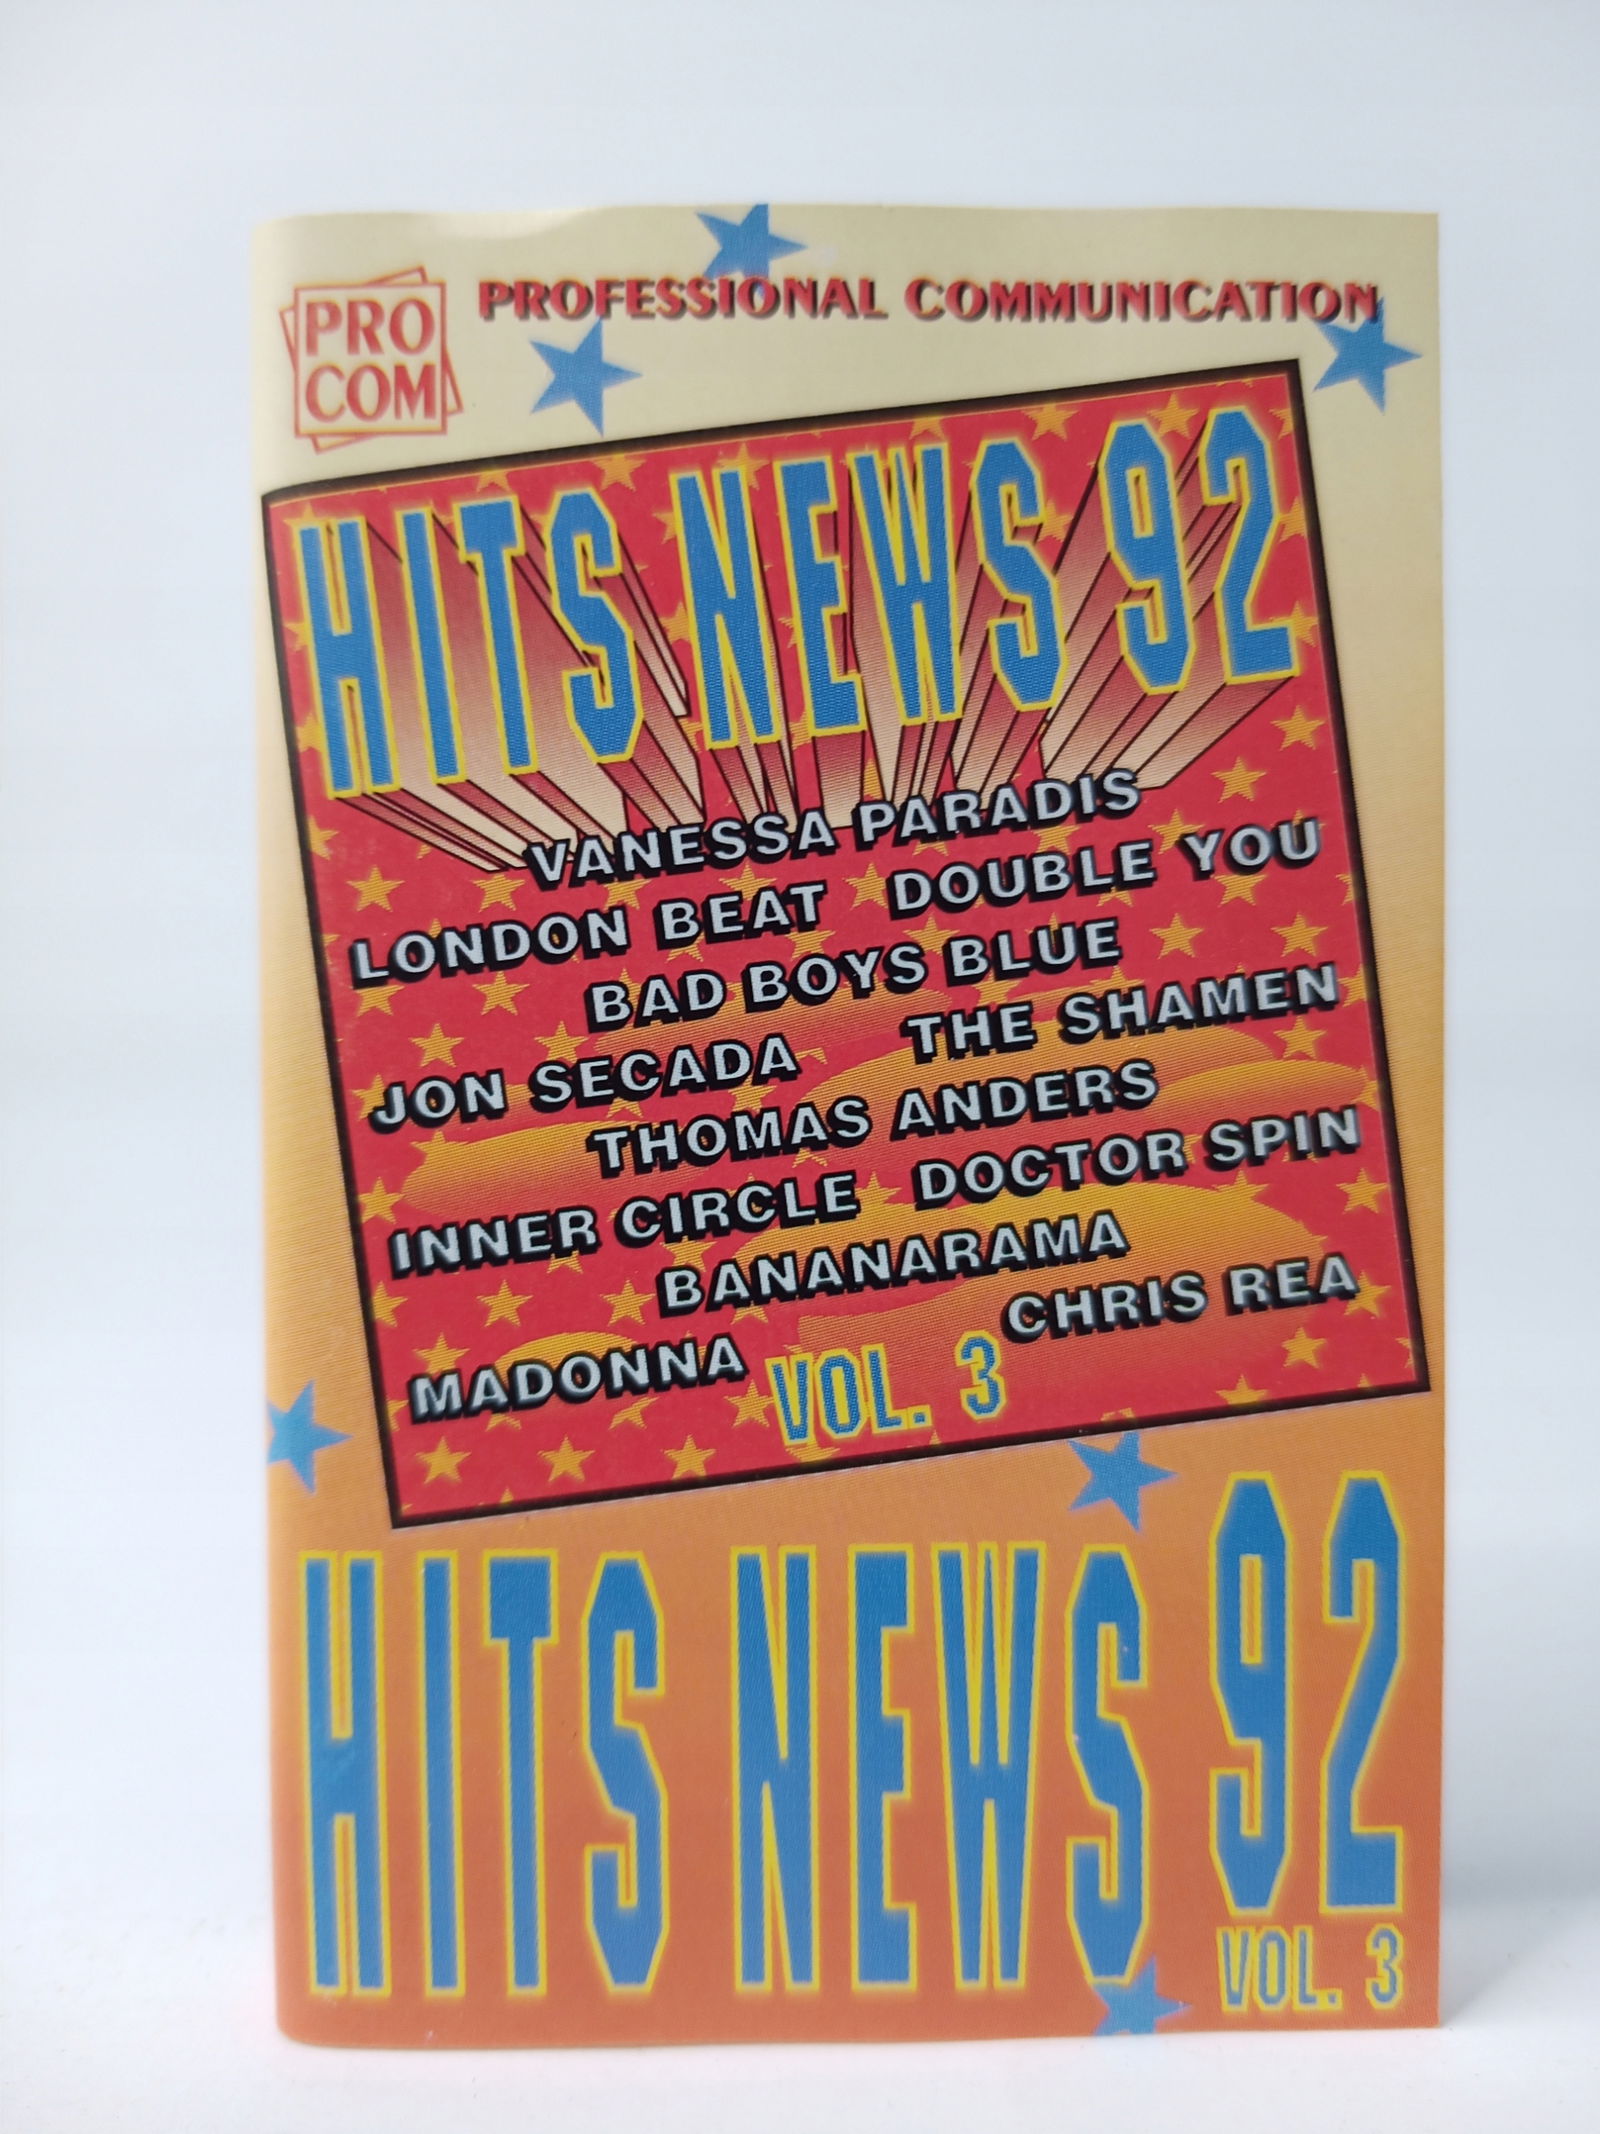 PRO
COM
PROFESSIONAL COMMUNICATION
HITS NEWS 92
VANESSA PARADIS
LONDON BEAT DOUBLE YOU
BAD BOYS BLUE
JON SECADA THE SHAMEN
THOMAS ANDERS
INNER CIRCLE DOCTOR SPIN
BANANARAMA
MADONNA CHRIS REA
VOL. 3
HITS NEWS 92
VOL. 3